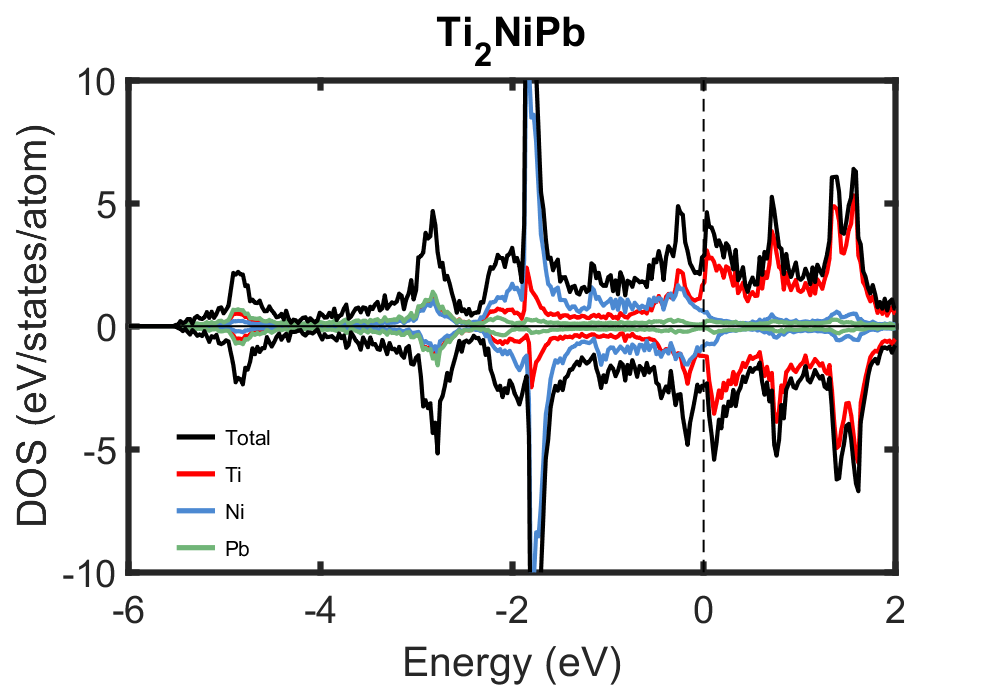 Ti2NiPb
10
5
0
-5
-10
DOS (eV/states/atom)
Total
Ti
Ni
Pb
-6 -4 -2 0 2
Energy (eV)